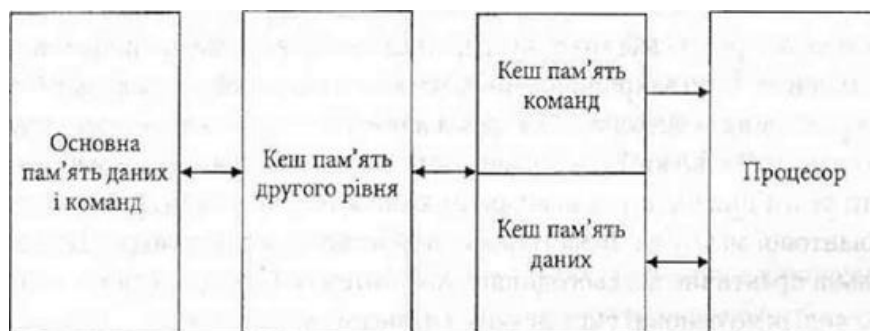 Основна
пам’ять даних
і команд
Кеш пам’ять
другого рівня
Кеш пам’ять
команд
Кеш пам’ять
даних
Процесор